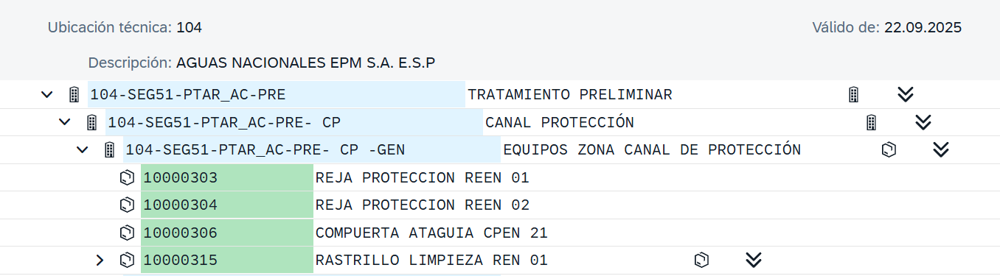 Ubicación técnica: 104 Válido de: 22.09.2025
Descripción: AGUAS NACIONALES EPM S.A. E.S.P
104-SEG51-PTAR_AC-PRE TRATAMIENTO PRELIMINAR
104-SEG51-PTAR_AC-PRE- CP CANAL PROTECCIÓN
104-SEG51-PTAR_AC-PRE- CP -GEN EQUIPOS ZONA CANAL DE PROTECCIÓN
10000303 REJA PROTECCION REEN 01
10000304 REJA PROTECCION REEN 02
10000306 COMPUERTA ATAGUIA CPEN 21
10000315 RASTRILLO LIMPIEZA REN 01